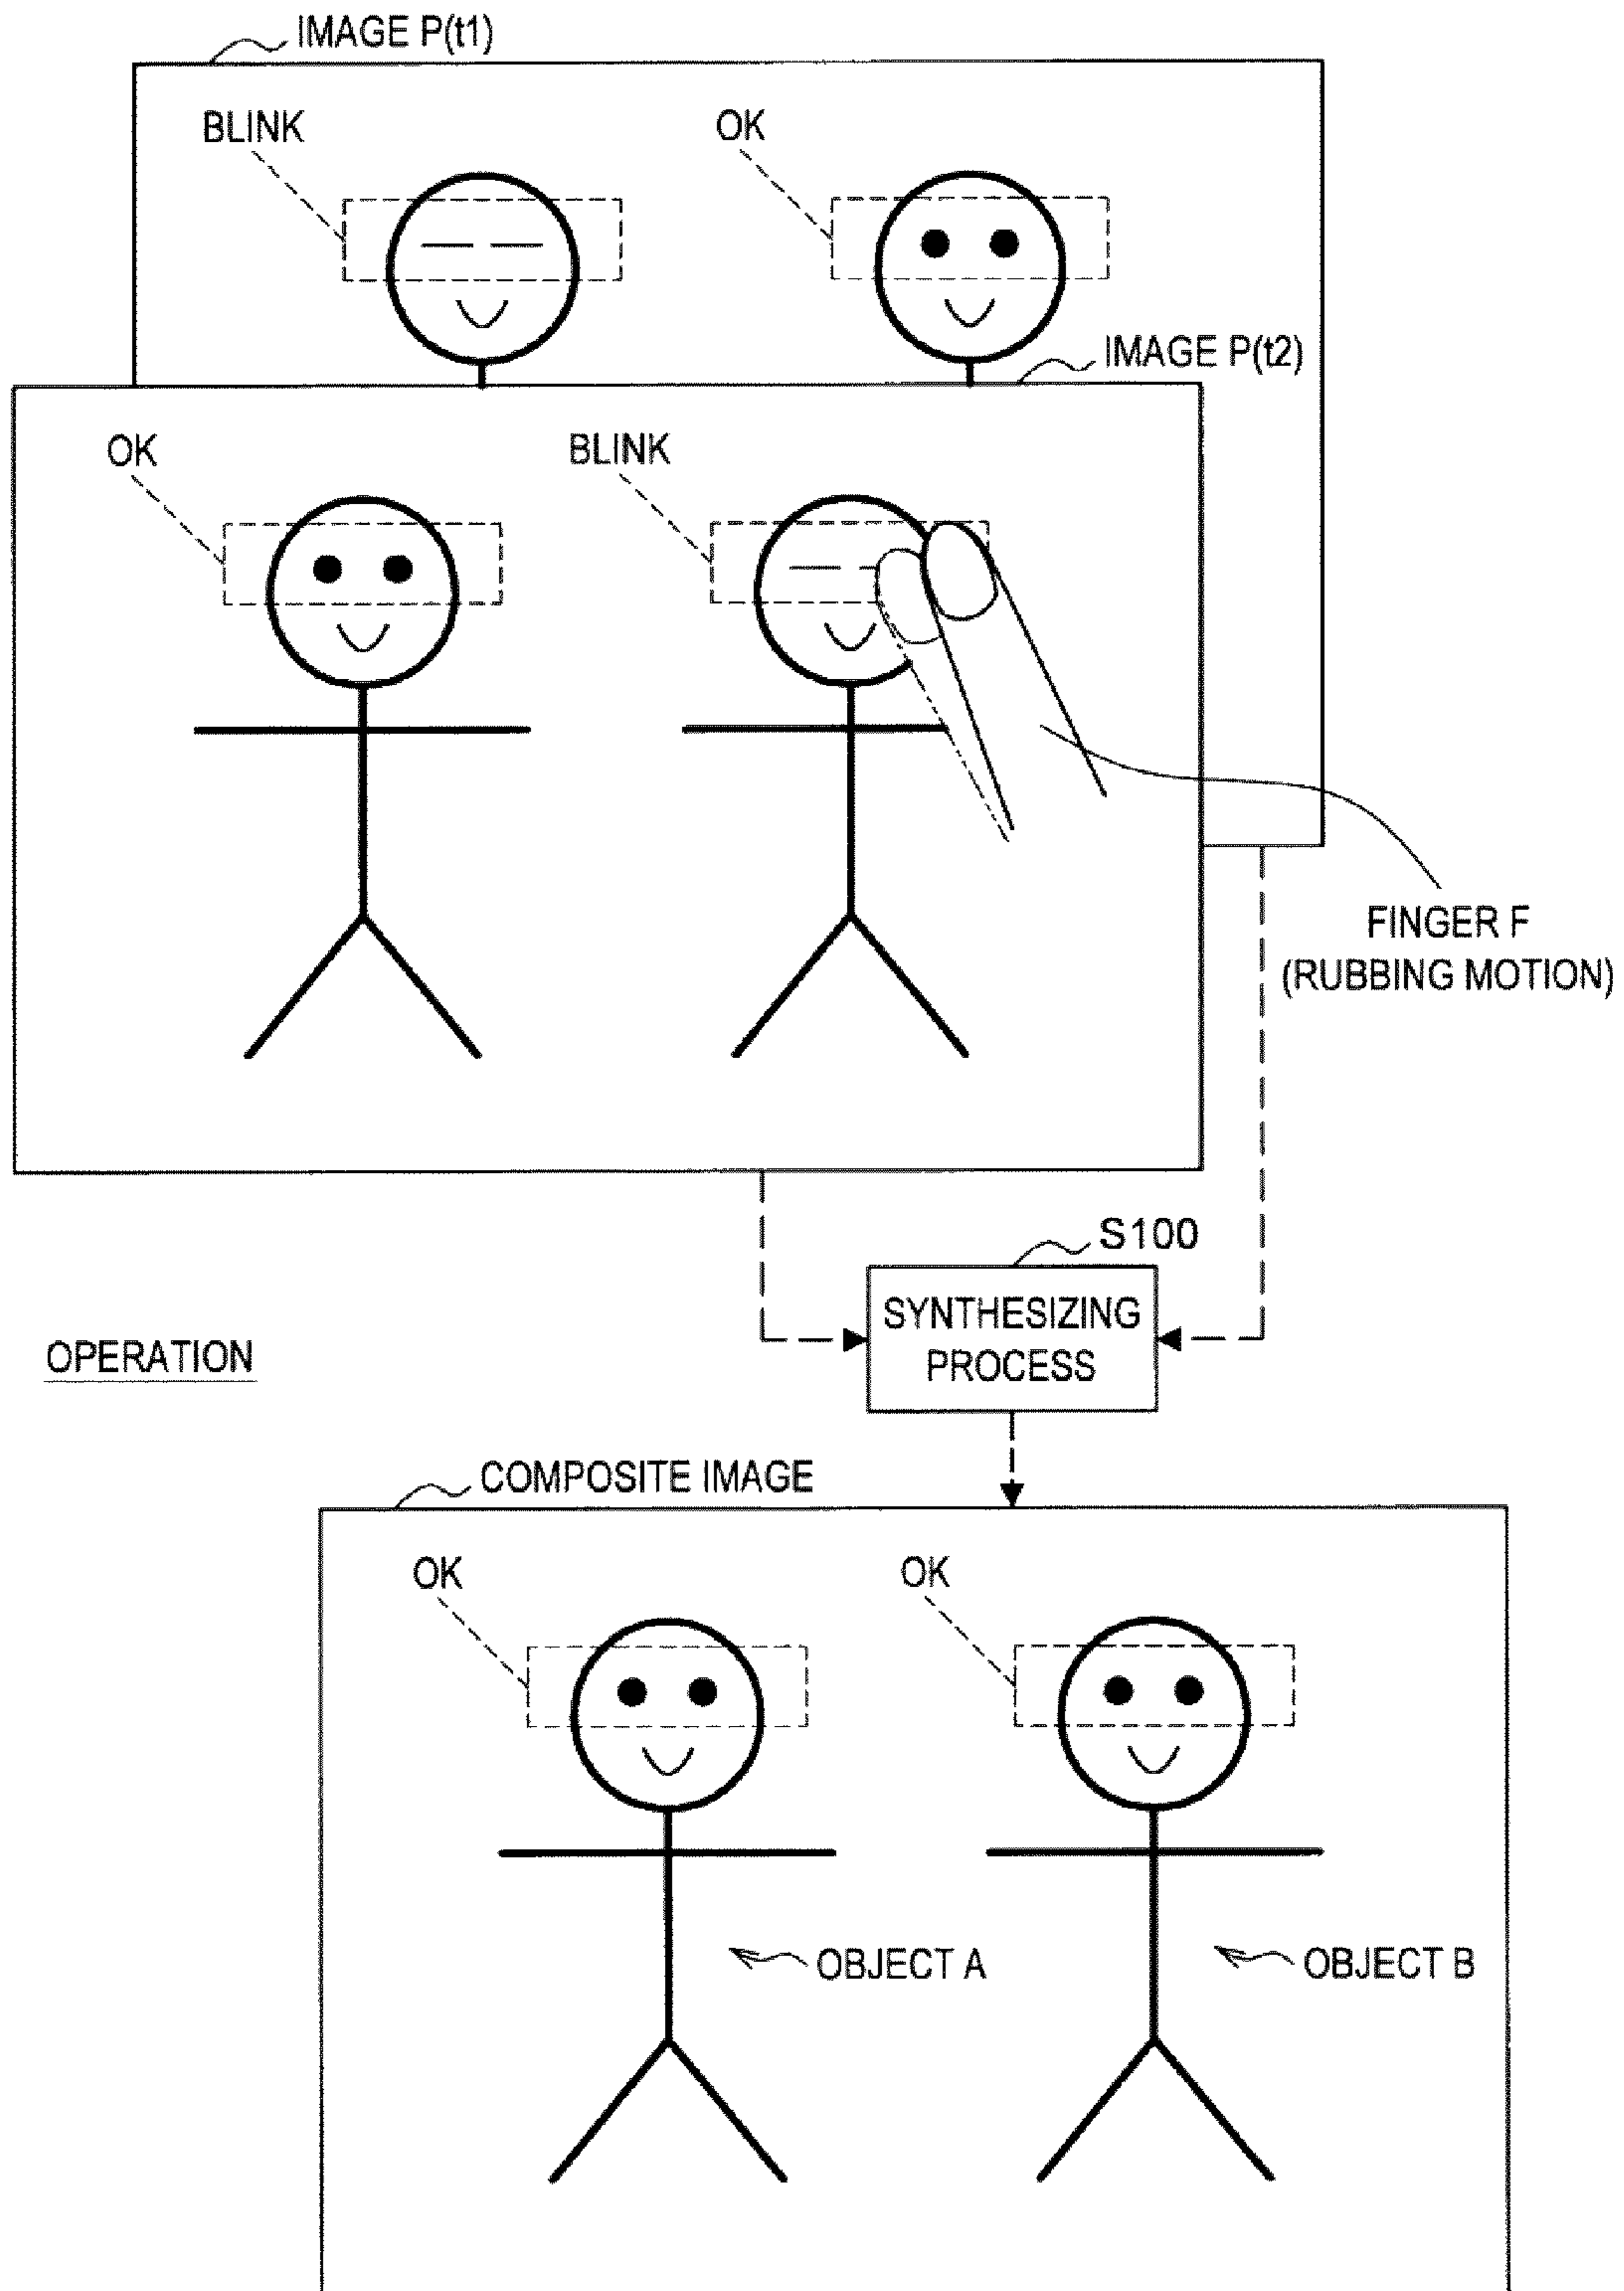 IMAGE P(t1)
BLINK
OK
IMAGE P(t2)
OK
BLINK
FINGER F
(RUBBING MOTION)
S100
SYNTHESIZING
PROCESS
OPERATION
COMPOSITE IMAGE
OK
OK
OBJECT A
OBJECT B